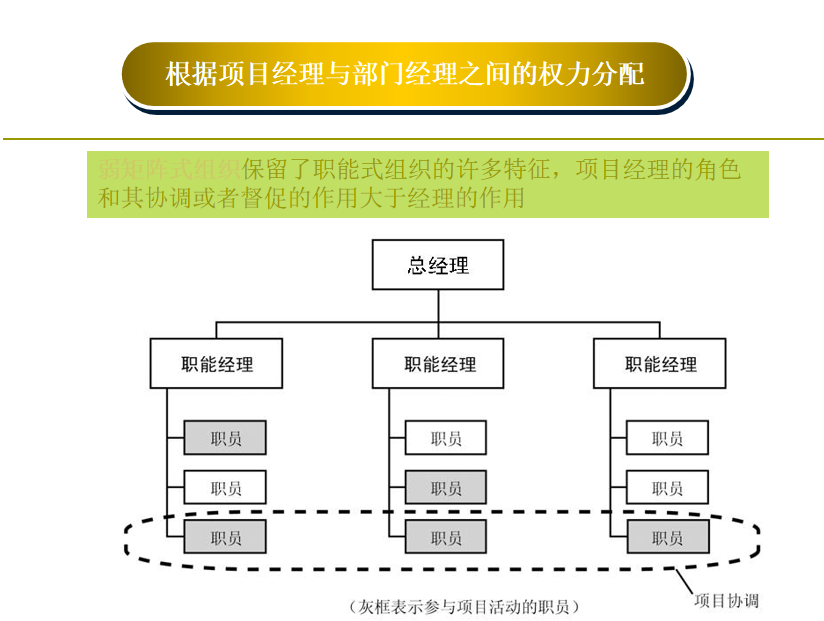 根据项目经理与部门经理之间的权力分配
弱矩阵式组织保留了职能式组织的许多特征，项目经理的角色
和其协调或者督促的作用大于经理的作用
总经理
职能经理 职能经理 职能经理
职员 职员 职员
职员 职员 职员
职员 职员 职员
项目协调
（灰框表示参与项目活动的职员）